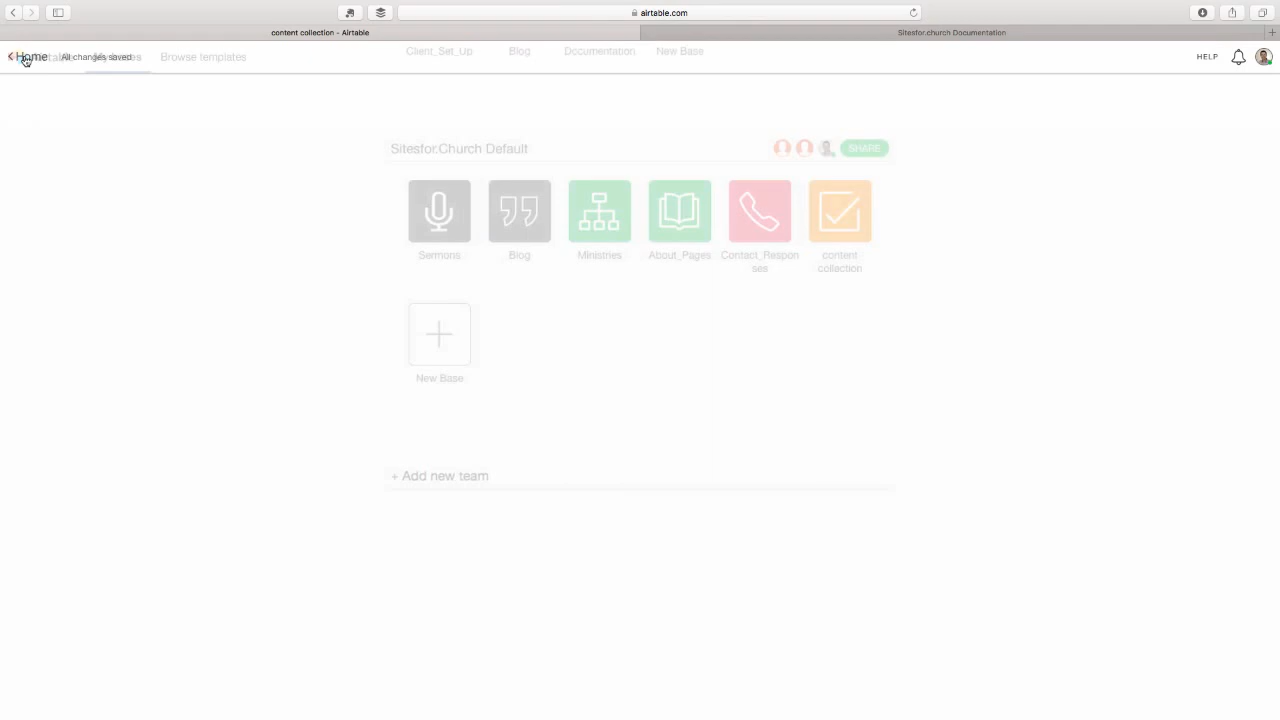 airtable.com
content collection - Airtable
Sitesfor.church Documentation
Home
All changes saved
Browse templates
Client_Set_Up
Blog
Documentation
New Base
HELP
Sitesfor.Church Default
SHARE
Sermons
Blog
Ministries
About_Pages
Contact_Respon
ses
content
collection
New Base
+ Add new team